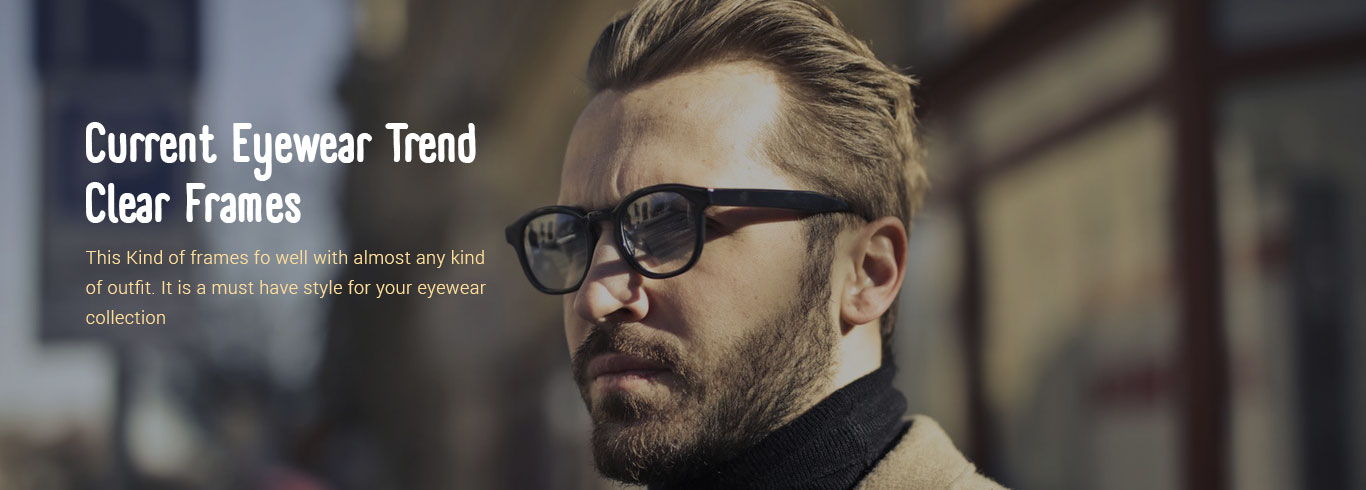 Current Eyewear Trend
Clear Frames
This Kind of frames fo well with almost any kind
of outfit. It is a must have style for your eyewear
collection